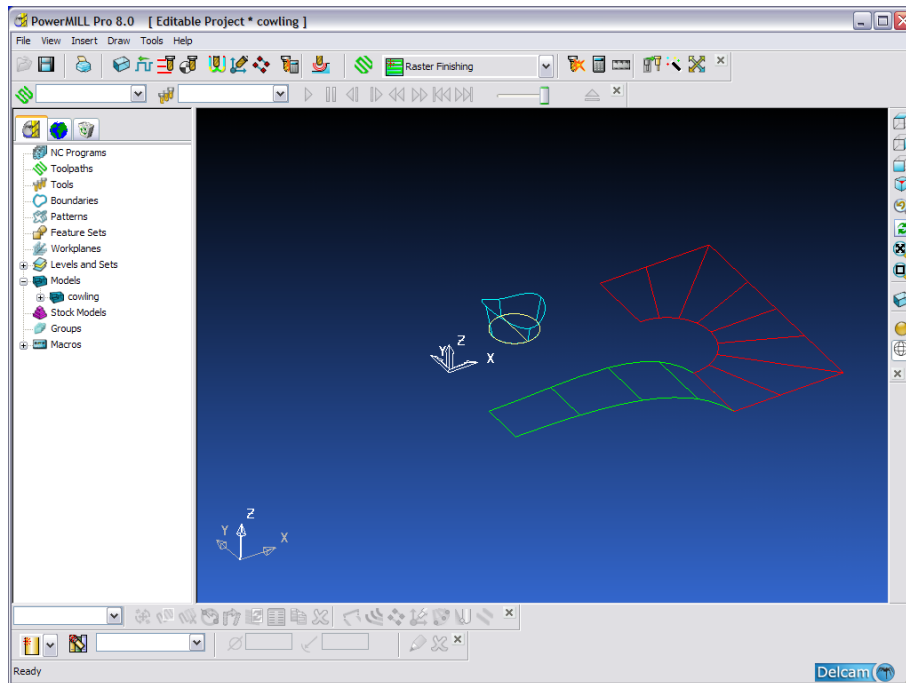 PowerMILL Pro 8.0 [ Editable Project * cowling ]
File View Insert Draw Tools Help
Raster Finishing
NC Programs
Toolpaths
Tools
Boundaries
Patterns
Feature Sets
Workplanes
Levels and Sets
Models
cowling
Stock Models
Groups
Macros
Z
Y
X
Z
Y
X
Ready
Delcam